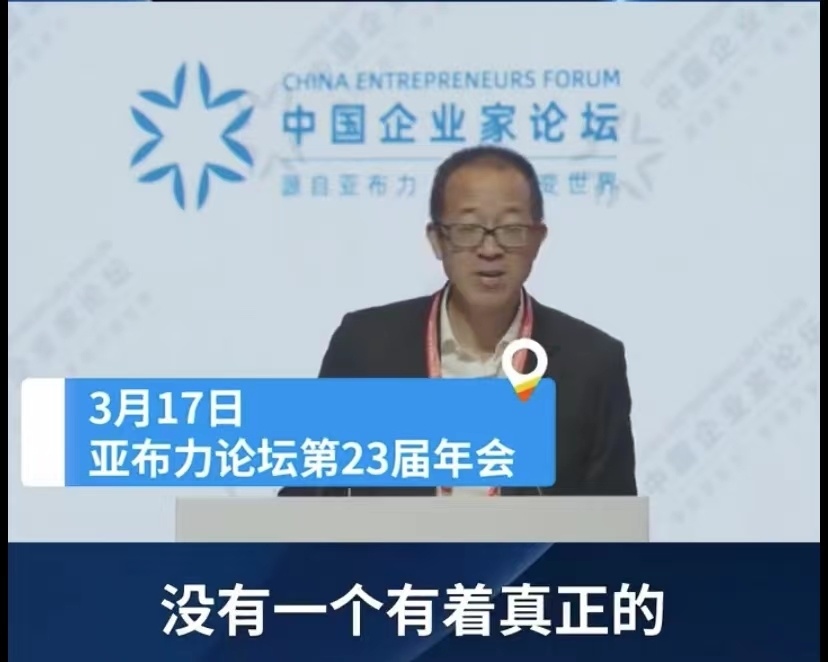 CHINA ENTREPRENEURS FORUM
中国企业家论坛
源自亚布力 变世界
3月17日
亚布力论坛第23届年会
没有一个有着真正的